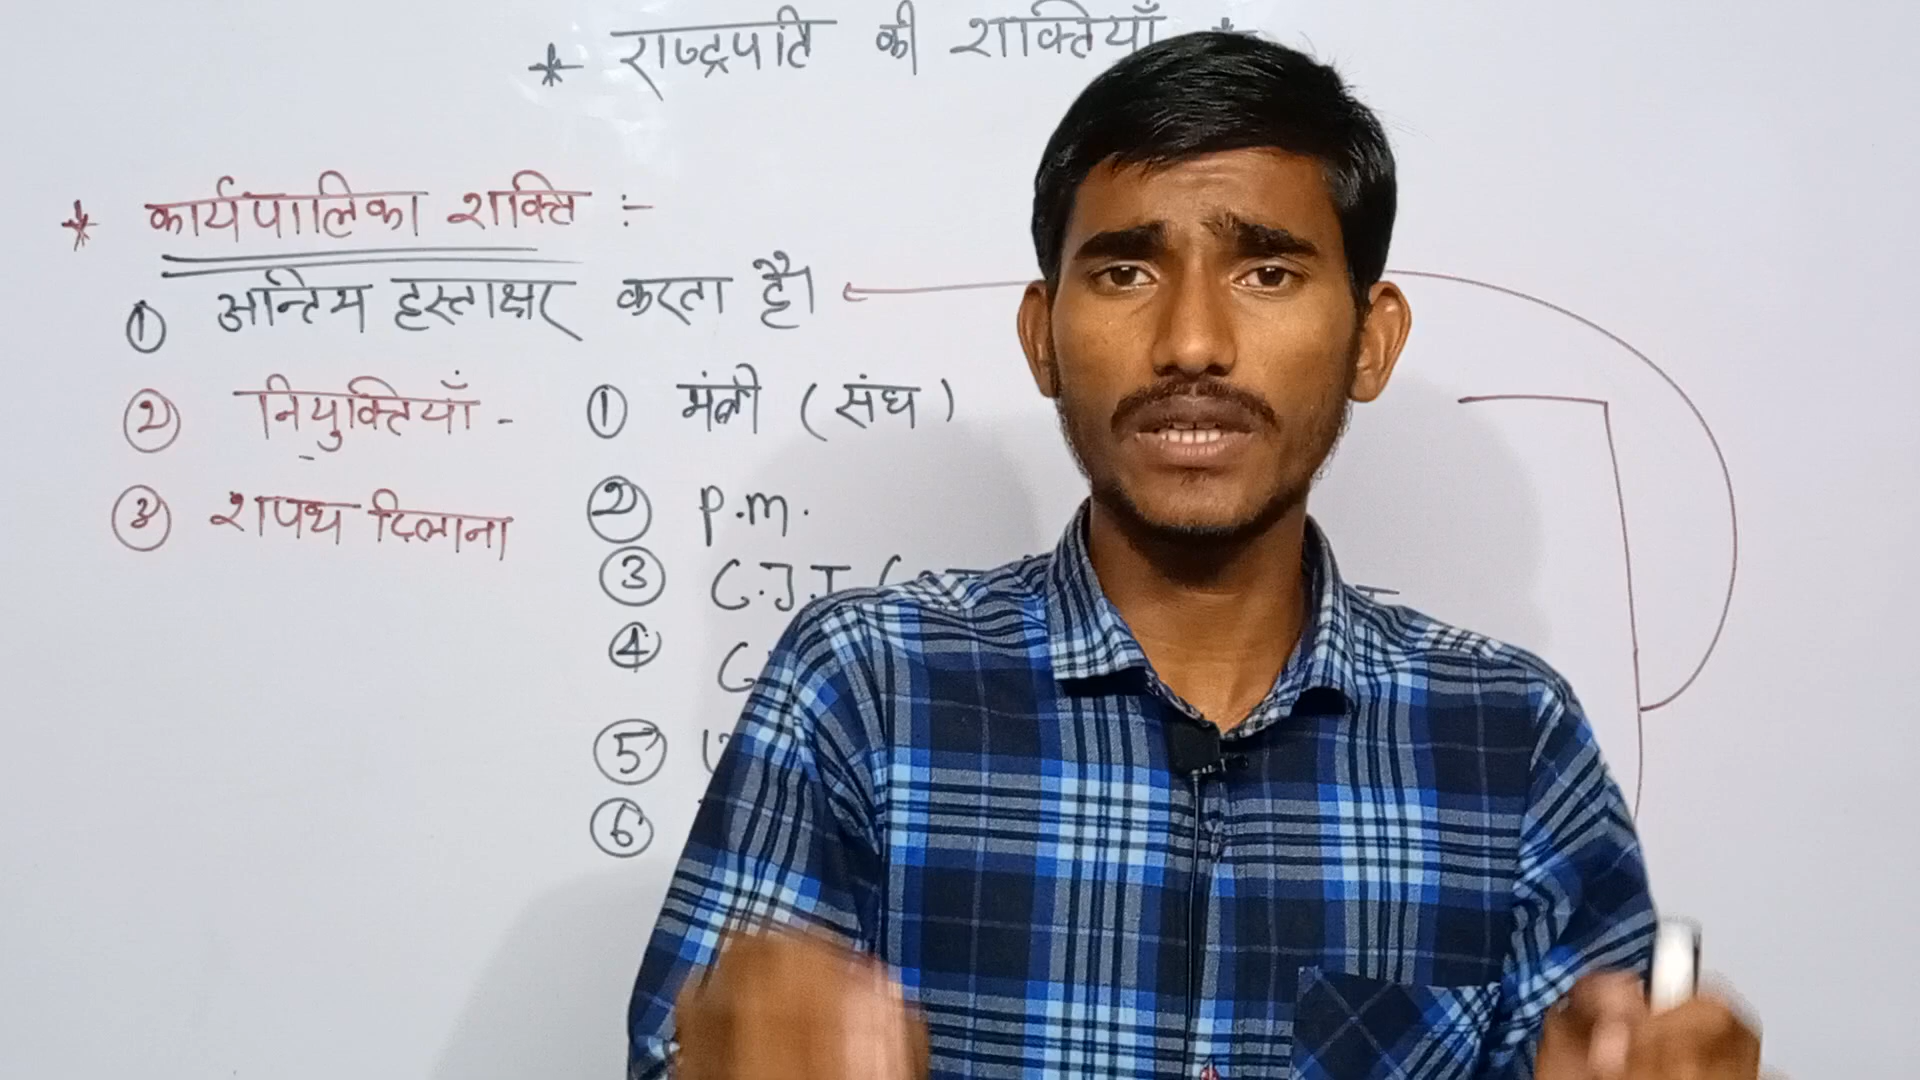 * राष्ट्रपति की शक्तियाँ *
* कार्यपालिका शक्ति :-
① अन्तिम हस्ताक्षर करता है।
② नियुक्तियाँ - ① मंत्री (संघ)
③ शपथ दिलाना ② P.M.
③ C.J.I
④
⑤
⑥